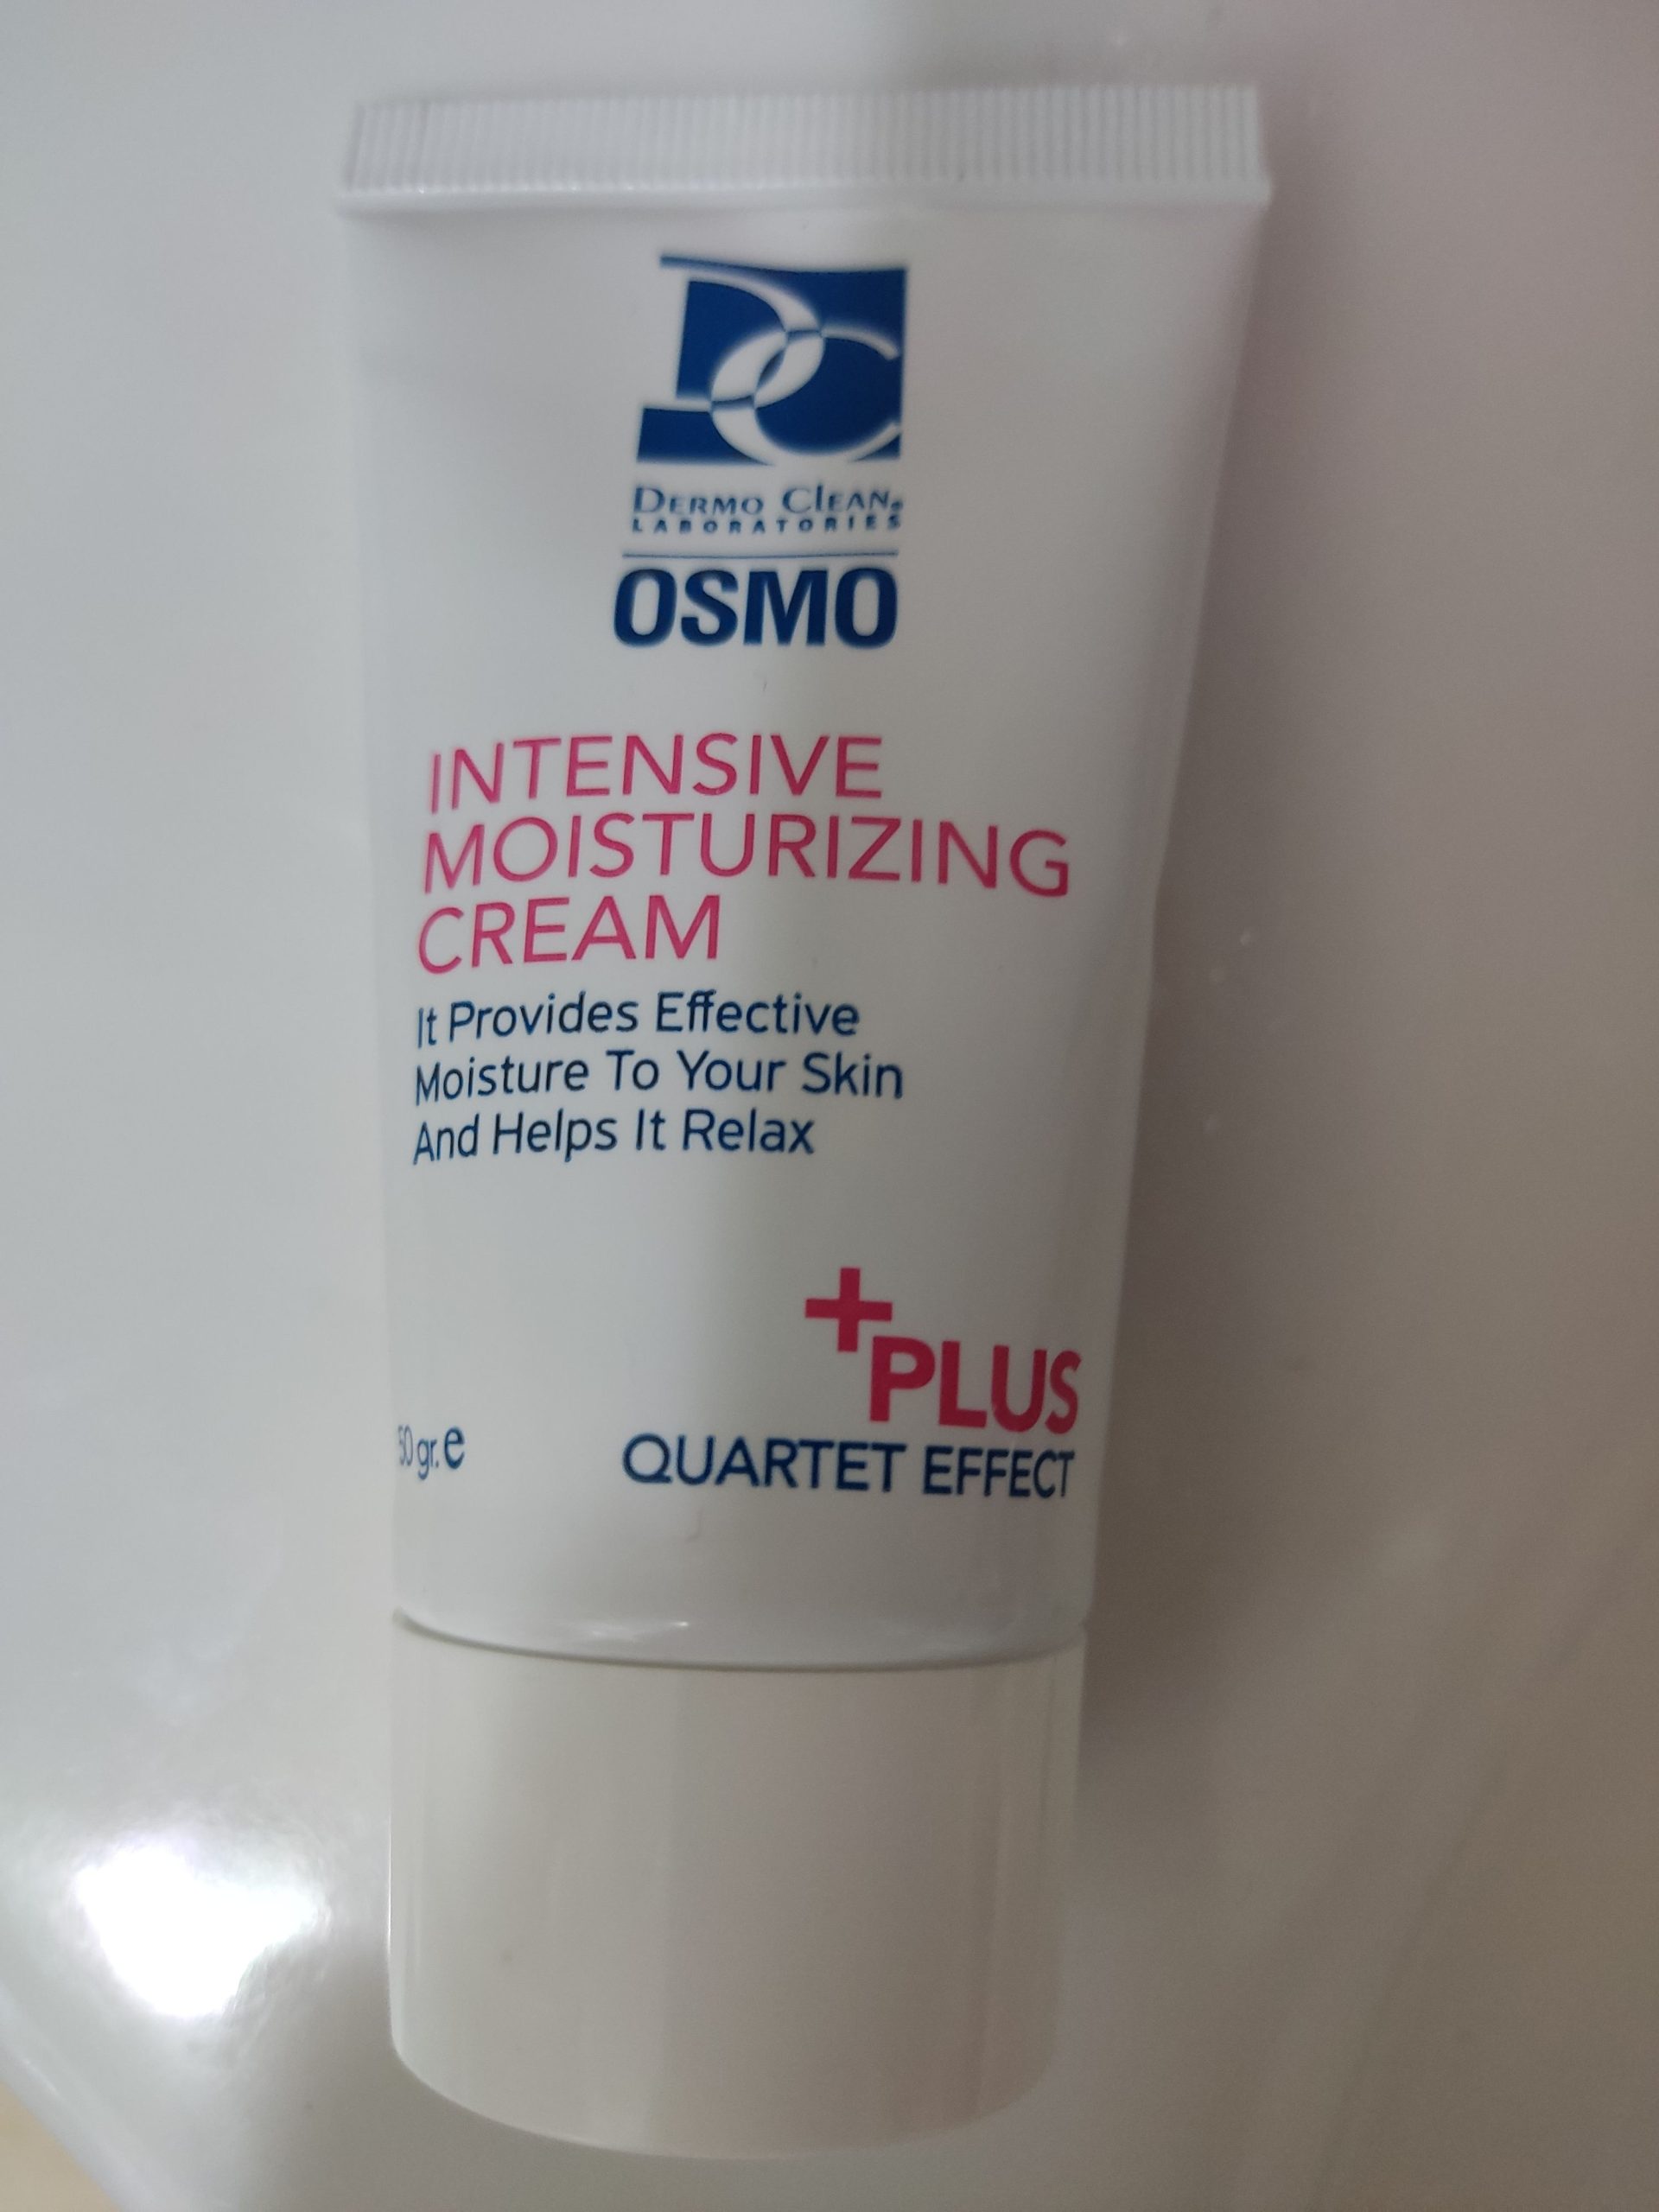 DC
DERMO CLEAN®
LABORATORIES
OSMO
INTENSIVE
MOISTURIZING
CREAM
It Provides Effective
Moisture To Your Skin
And Helps It Relax
+PLUS
QUARTET EFFECT
50 gr. e